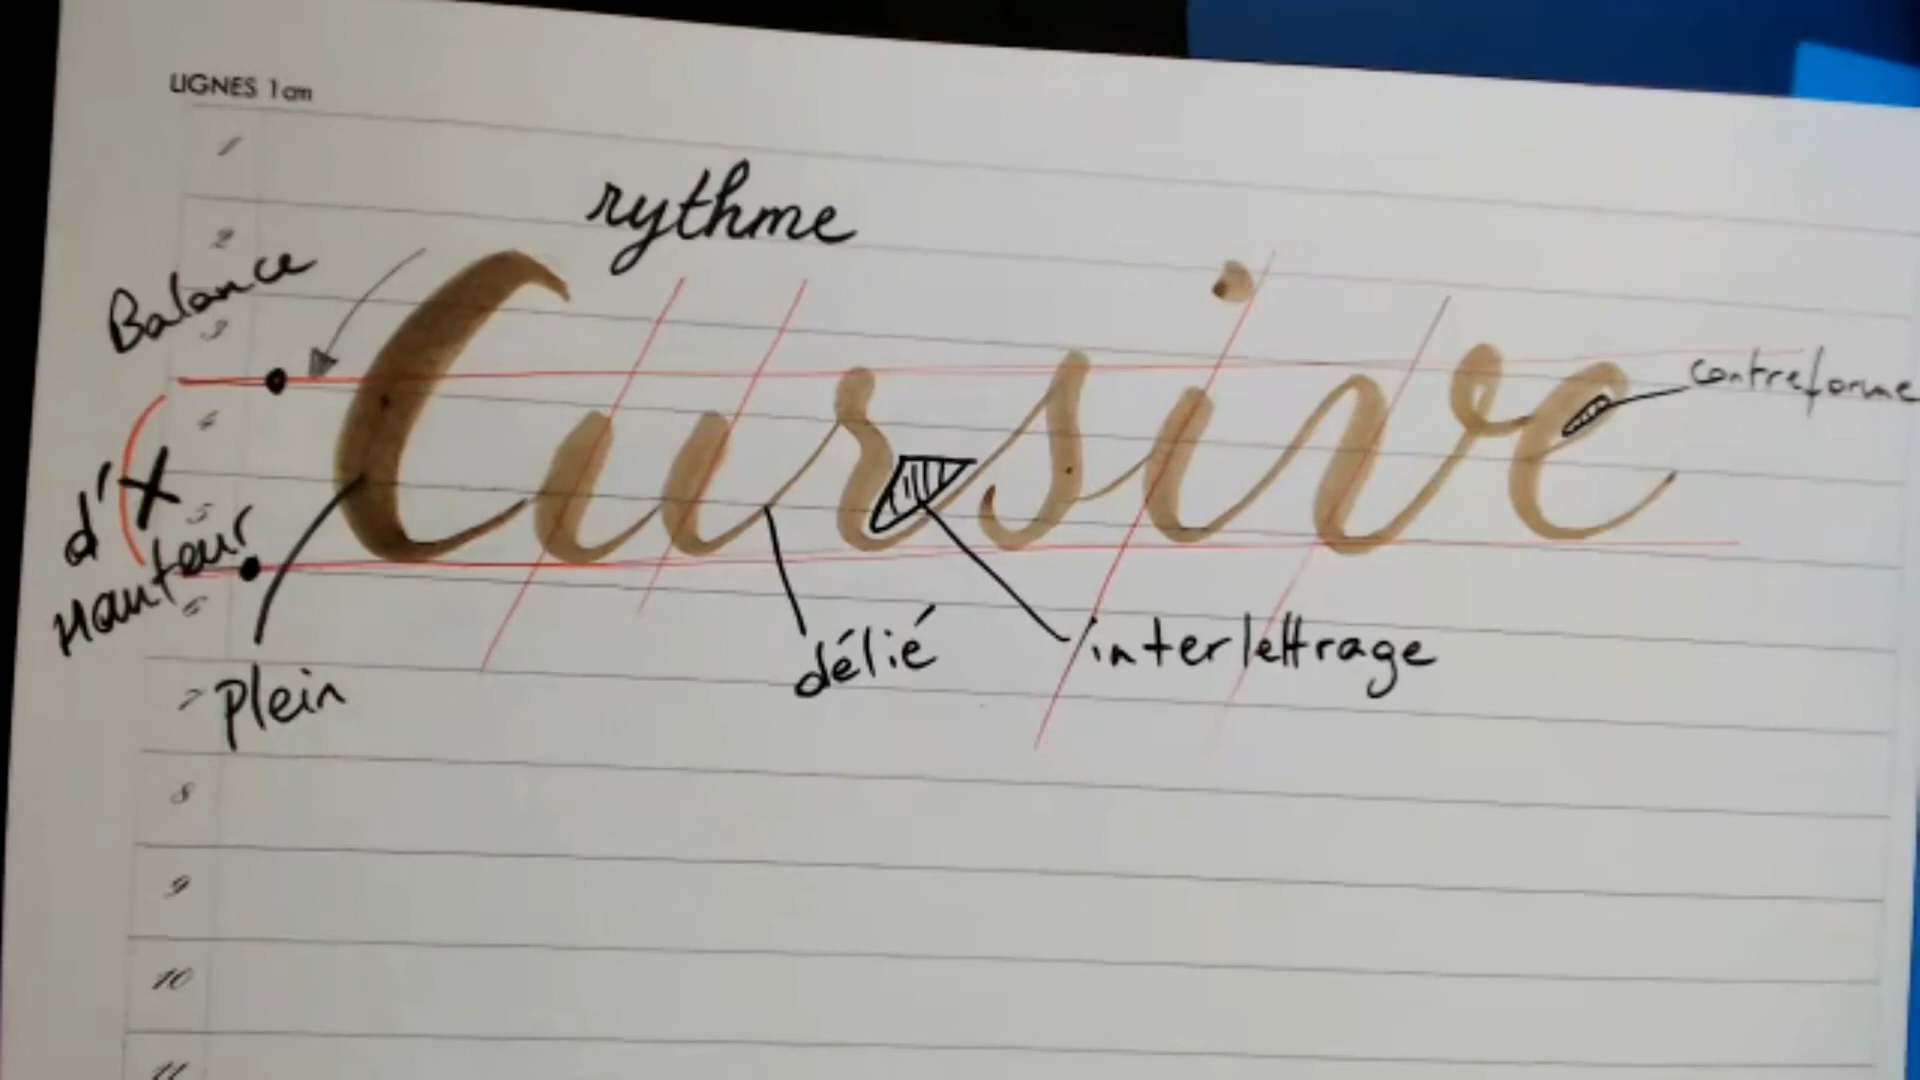 LIGNES 1cm
1
rythme
2
Balance
3
Cursive
contreforme
4
d'x
5
Hauteur
6
délié
interlettrage
7
Plein
8
9
10
11